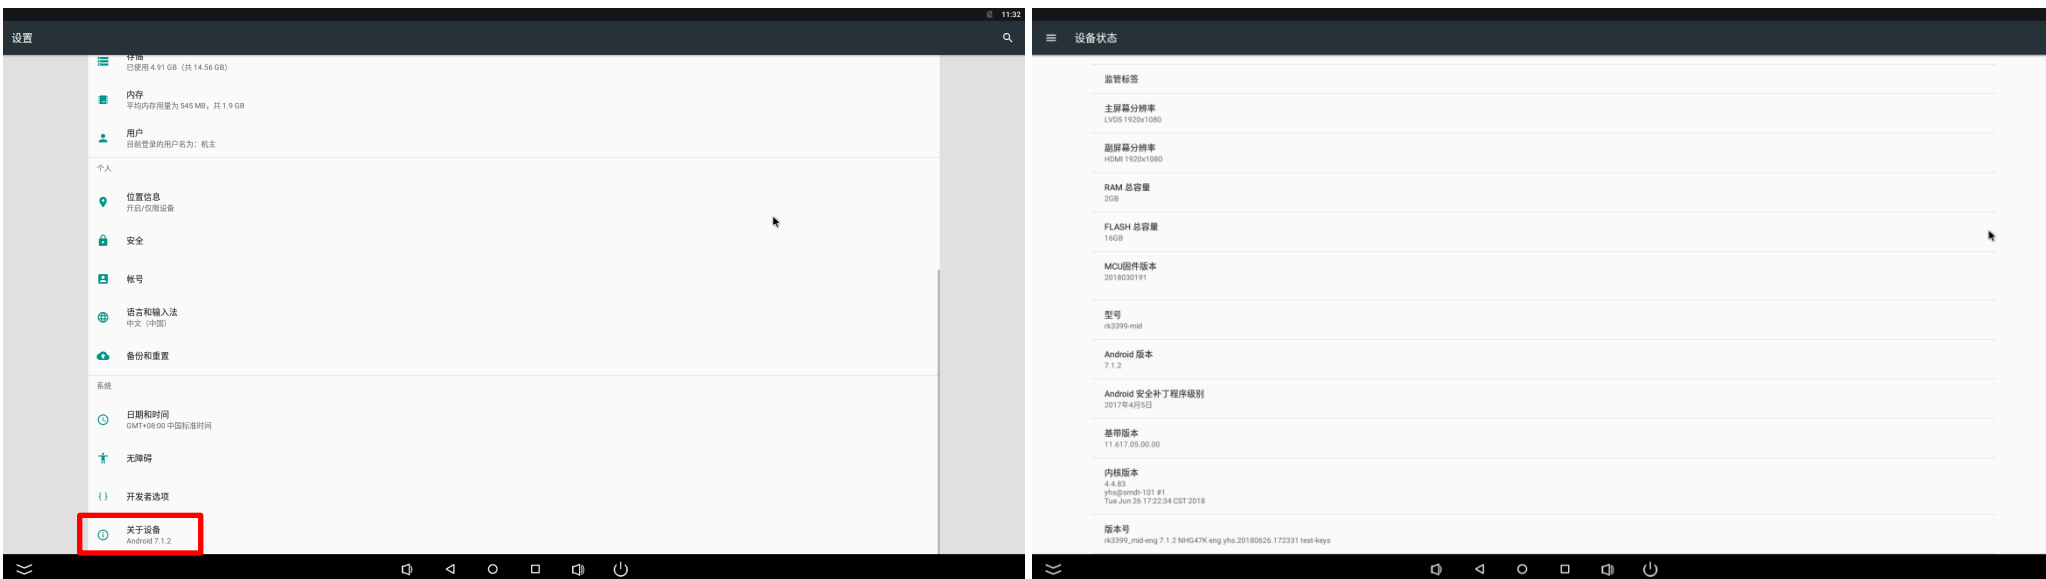 11:32
设置
存储
已使用 4.91 GB（共 14.56 GB）
内存
平均内存用量为 545 MB，共 1.9 GB
用户
目前登录的用户名为：机主
个人
位置信息
开启/仅限设备
安全
帐号
语言和输入法
中文（中国）
备份和重置
系统
日期和时间
GMT+08:00 中国标准时间
无障碍
{ } 开发者选项
关于设备
Android 7.1.2
设备状态
监管标签
主屏幕分辨率
LVDS 1920x1080
副屏幕分辨率
HDMI 1920x1080
RAM 总容量
2GB
FLASH 总容量
16GB
MCU固件版本
2018030191
型号
rk3399-mid
Android 版本
7.1.2
Android 安全补丁程序级别
2017年4月5日
基带版本
11.617.05.00.00
内核版本
4.4.83
yhs@smdt-101 #1
Tue Jun 26 17:22:34 CST 2018
版本号
rk3399_mid-eng 7.1.2 NHG47K eng.yhs.20180626.172331 test-keys